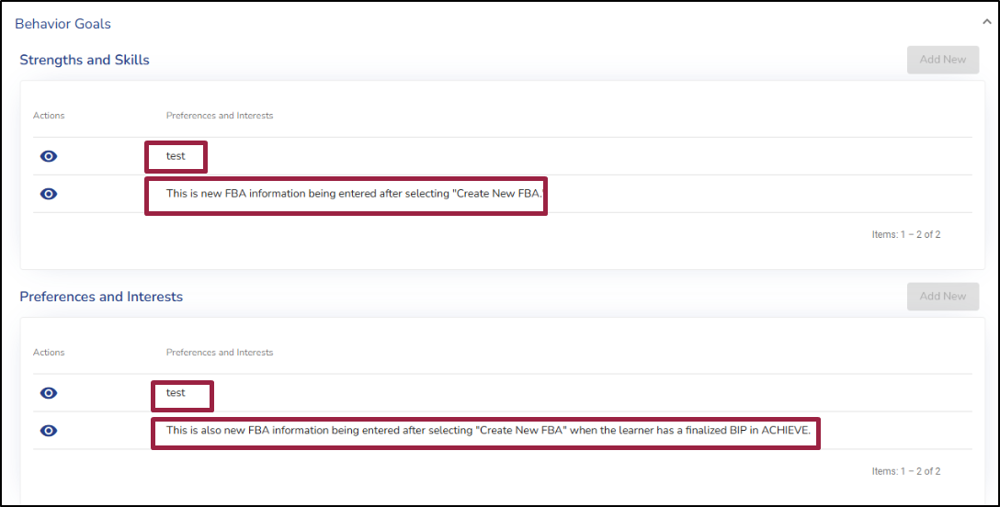 Behavior Goals
Strengths and Skills
Add New
Actions Preferences and Interests
test
This is new FBA information being entered after selecting "Create New FBA."
Items: 1 – 2 of 2
Preferences and Interests
Add New
Actions Preferences and Interests
test
This is also new FBA information being entered after selecting "Create New FBA" when the learner has a finalized BIP in ACHIEVE.
Items: 1 – 2 of 2